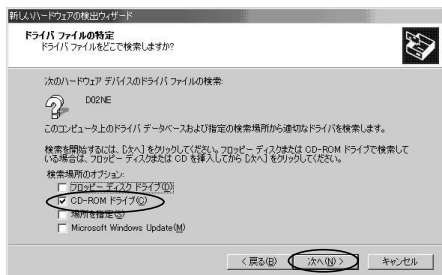 新しいハードウェアの検出ウィザード
ドライバ ファイルの特定
ドライバ ファイルをどこで検索しますか?
次のハードウェア デバイスのドライバ ファイルの検索:
D02NE
このコンピュータ上のドライバ データベースおよび指定の検索場所から適切なドライバを検索します。
検索を開始するには、[次へ] をクリックしてください。フロッピー ディスクまたは CD-ROM ドライブで検索して
いる場合は、フロッピー ディスクまたは CD を挿入してから [次へ] をクリックしてください。
検索場所のオプション:
フロッピー ディスク ドライブ(D)
CD-ROM ドライブ(C)
場所を指定(S)
Microsoft Windows Update(M)
< 戻る(B)
次へ(N) >
キャンセル